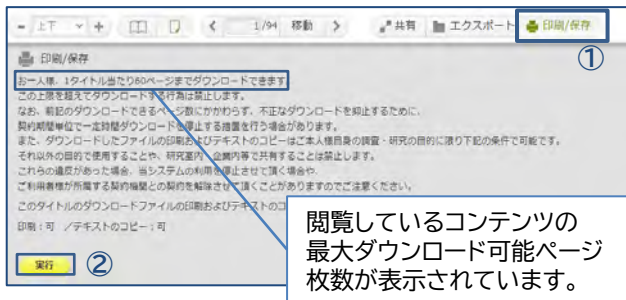 - 上下 + 1/94 移動 共有 エクスポート 印刷/保存
①
印刷/保存
お一人様、1タイトル当たり60ページまでダウンロードできます。
この上限を超えてダウンロードする行為は禁止します。
なお、前記のダウンロードできるページ数にかかわらず、不正なダウンロードを抑止するために、
契約期間単位で一定時間ダウンロードを停止する措置を行う場合があります。
また、ダウンロードしたファイルの印刷およびテキストのコピーはご本人様自身の調査・研究の目的に限り下記の条件で可能です。
それ以外の目的で使用することや、研究室内、企業内等で共有することは禁止します。
これらの違反があった場合、当システムの利用を停止させて頂く場合や、
ご利用者様が所属する契約機関との契約を解除させて頂くことがありますのでご注意ください。
このタイトルのダウンロードファイルの印刷およびテキストのコ
印刷:可 /テキストのコピー:可
実行 ②
閲覧しているコンテンツの
最大ダウンロード可能ページ
枚数が表示されています。